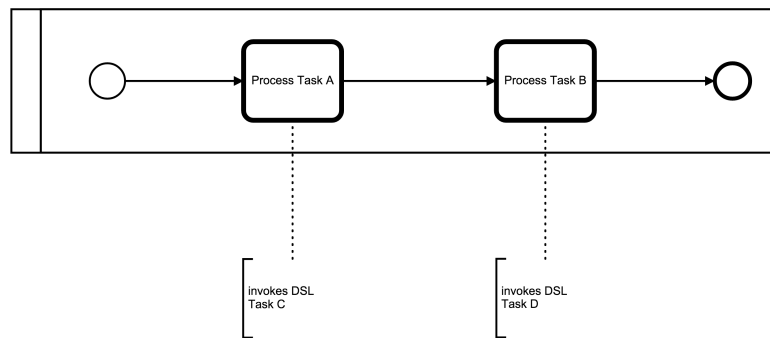 Process Task A
Process Task B
invokes DSL
Task C
invokes DSL
Task D